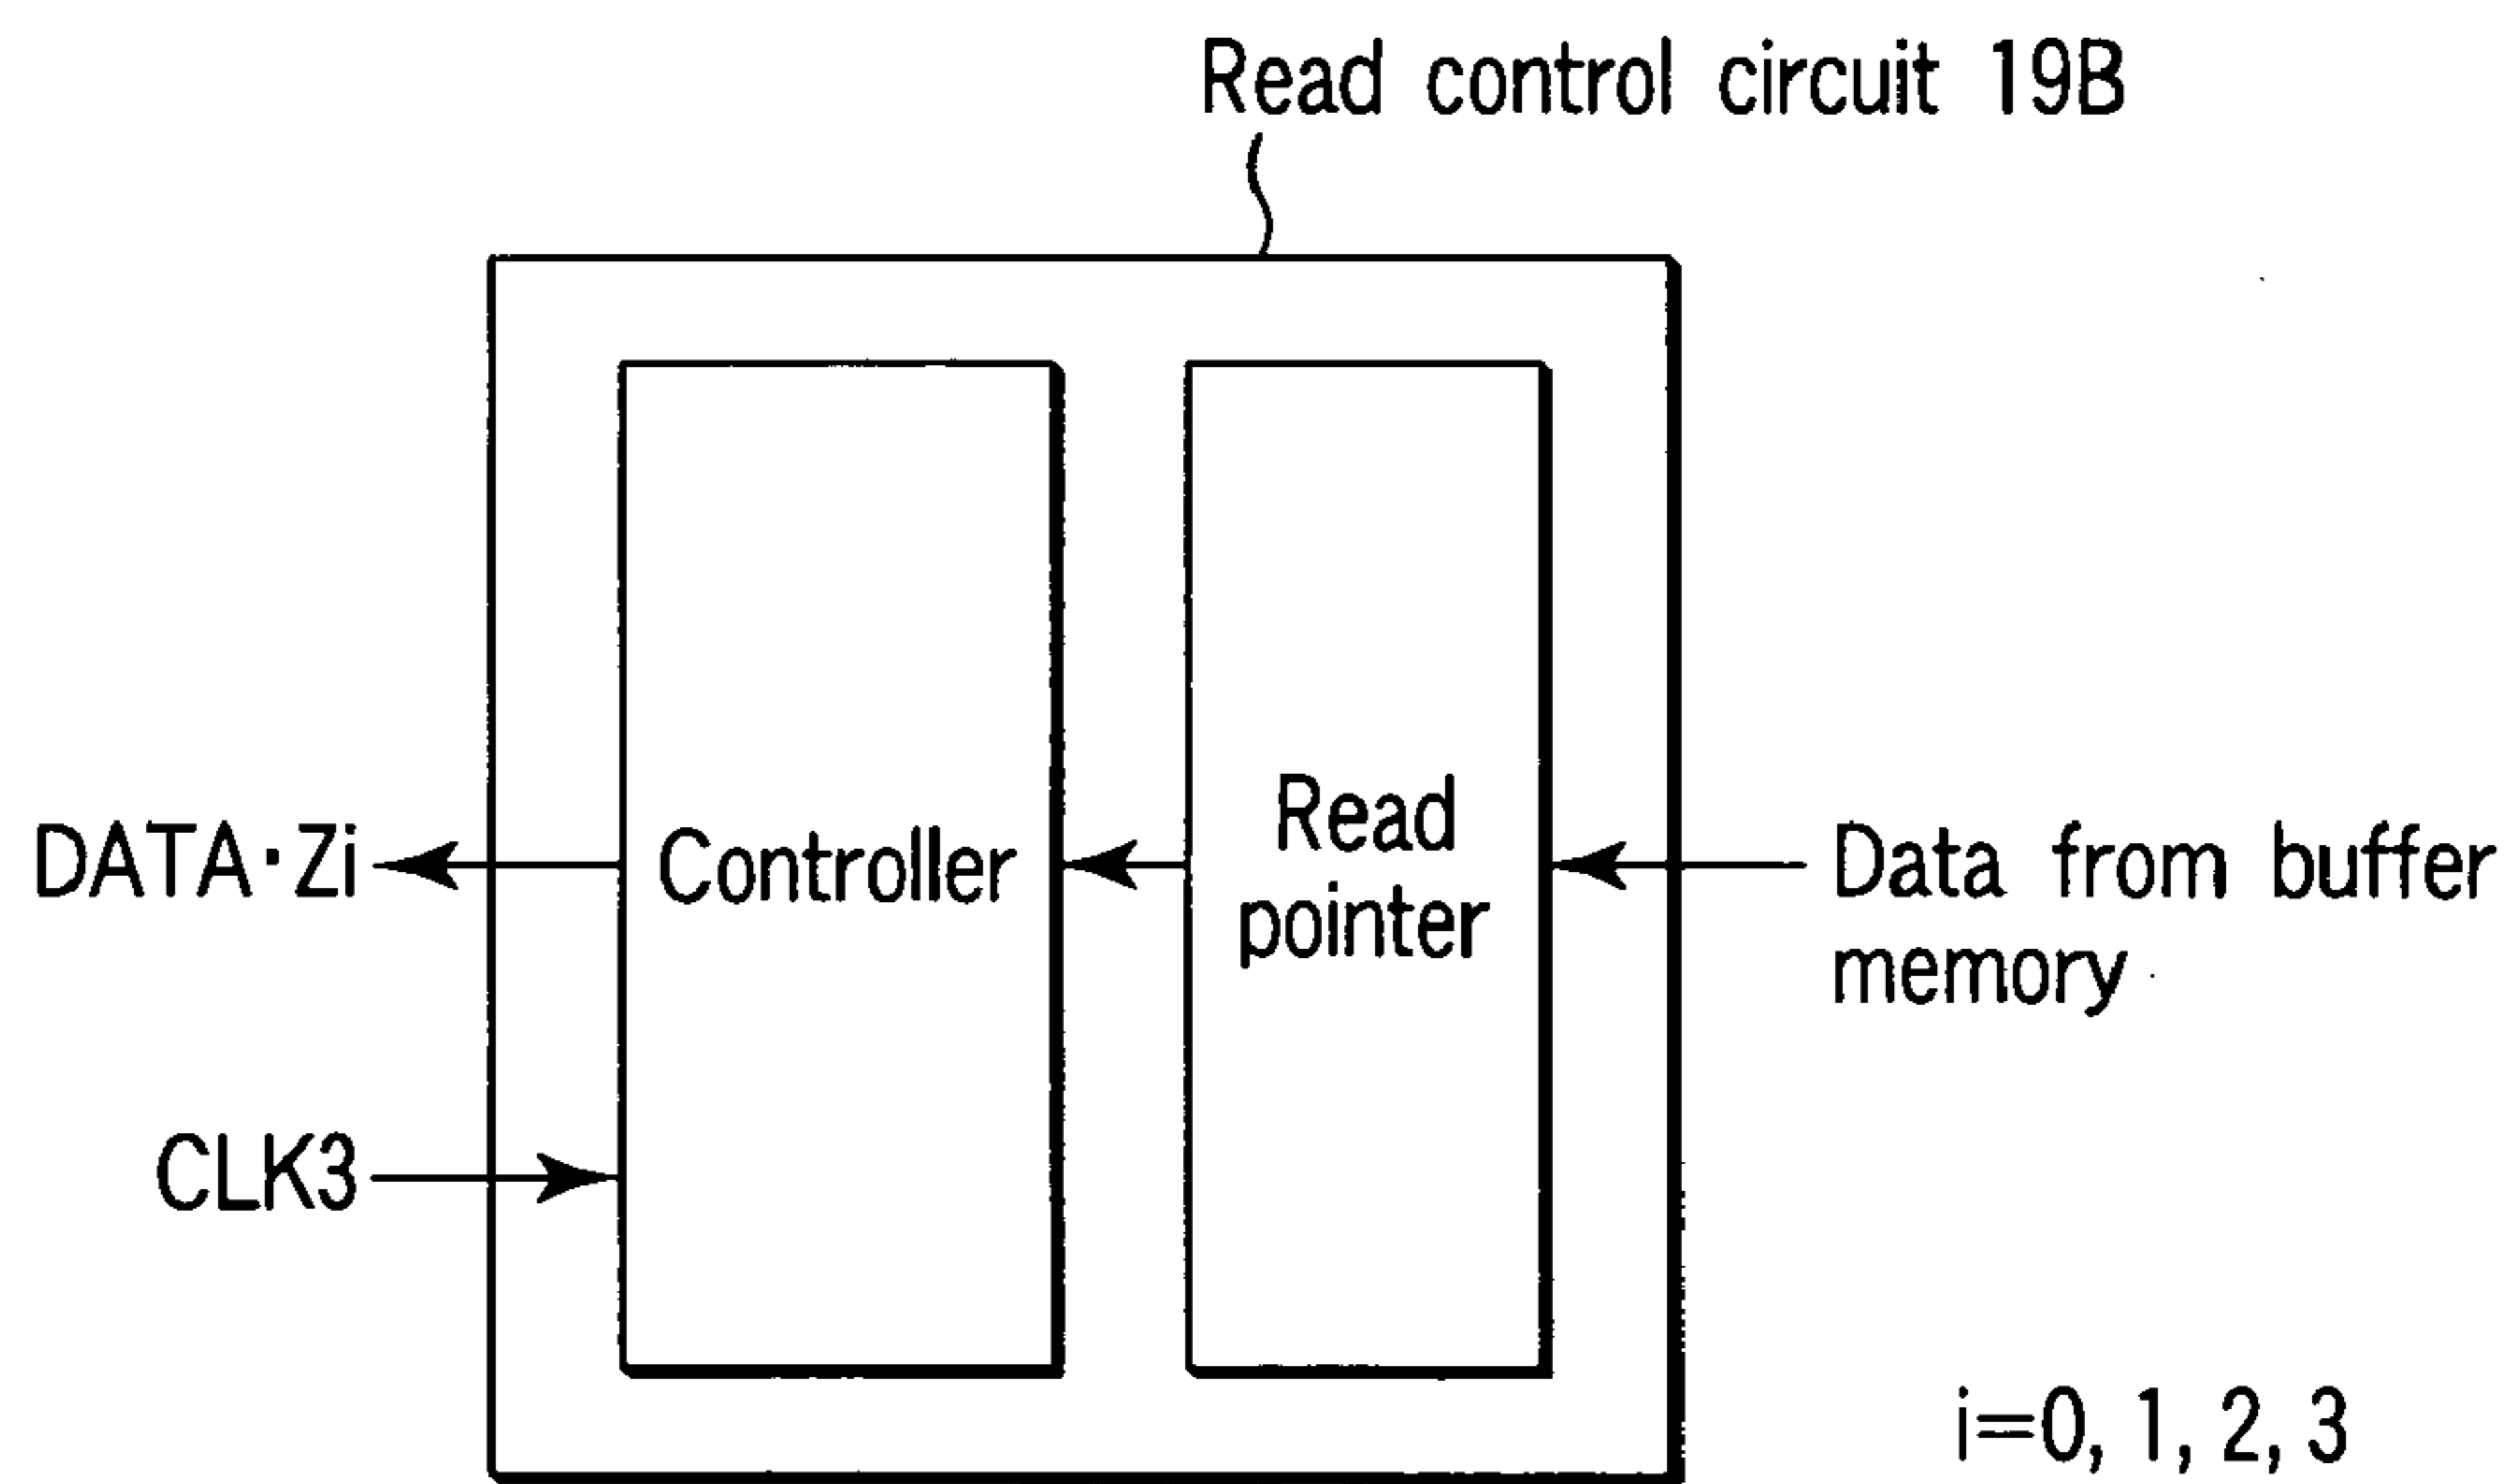 Read control circuit 19B
DATA·Zi
Controller
Read
pointer
Data from buffer
memory
CLK3
i=0, 1, 2, 3